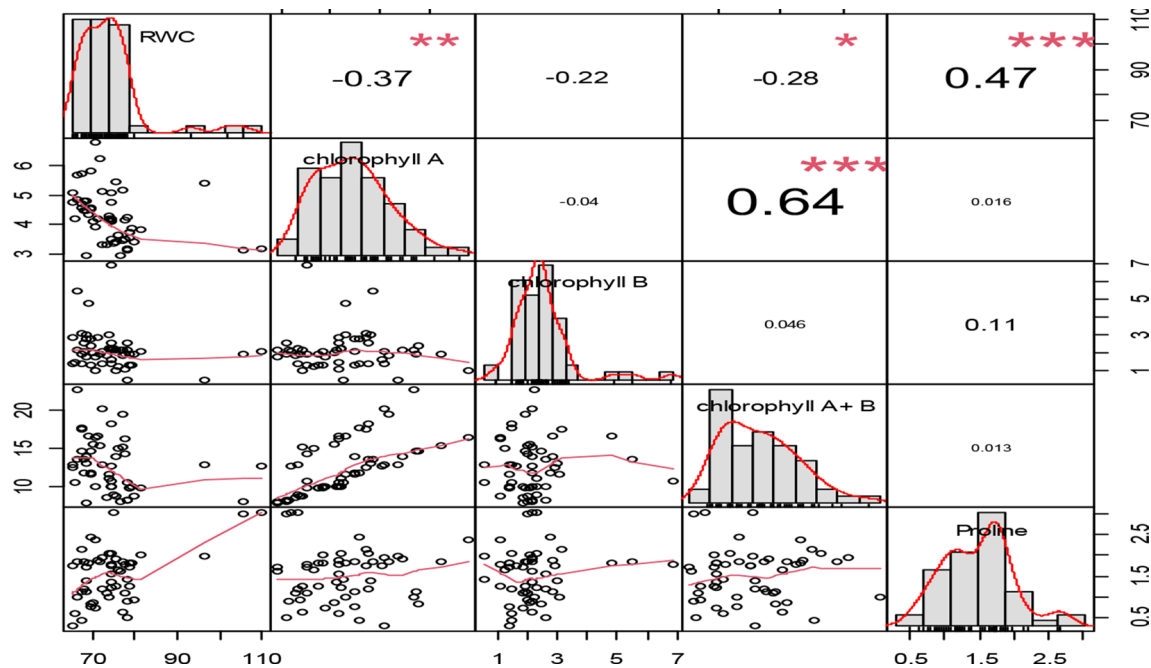 RWC
**
-0.37
-0.22
*
-0.28
***
0.47
70 90 110
3 4 5 6
chlorophyll A
-0.04
***
0.64
0.016
chlorophyll B
0.046
0.11
1 3 5 7
10 15 20
chlorophyll A+ B
0.013
Proline
0.5 1.5 2.5
70 90 110
1 3 5 7
0.5 1.5 2.5